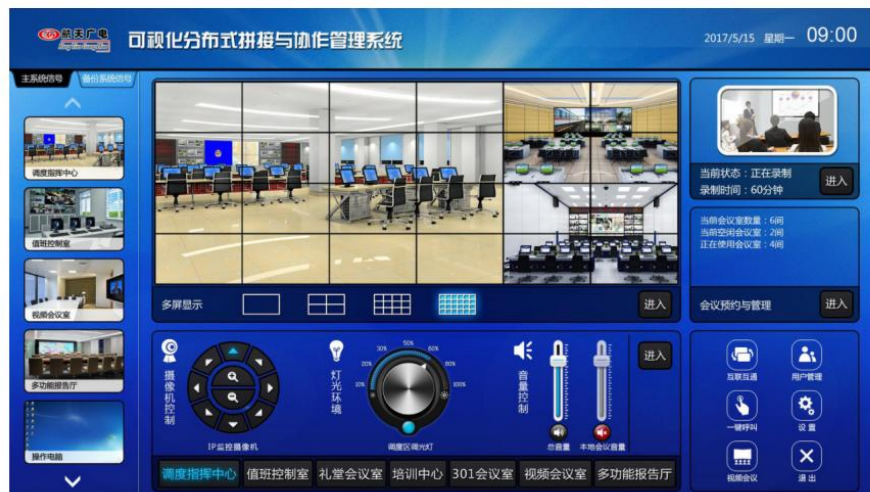 航天广电
可视化分布式拼接与协作管理系统
2017/5/15 星期一 09:00
主系统信号 备份系统信号
调度指挥中心
值班控制室
视频会议室
多功能报告厅
操作电脑
多屏显示
进入
当前状态：正在录制
录制时间：60分钟
进入
当前会议室数量：6间
当前空闲会议室：2间
正在使用会议室：4间
会议预约与管理
进入
摄像机控制
IP监控摄像机
灯光环境
20%
30%
50%
60%
80%
100%
调度区调光灯
音量控制
总音量
本地会议音量
进入
调度指挥中心 值班控制室 礼堂会议室 培训中心 301会议室 视频会议室 多功能报告厅
互联互通 用户管理
一键呼叫 设置
视频会议 退出